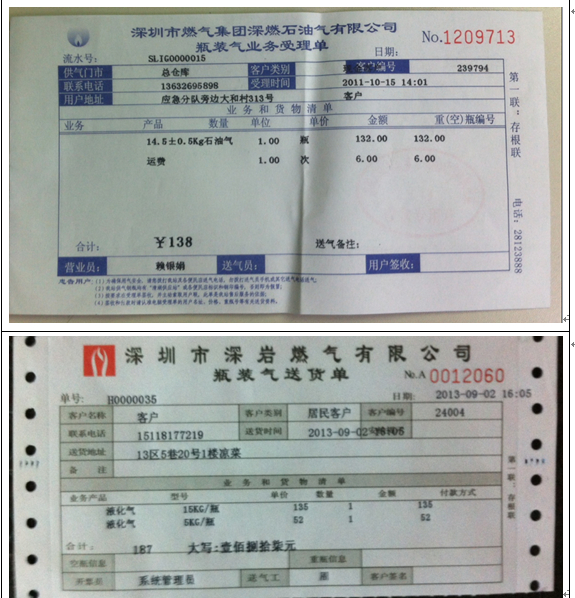 深圳市燃气集团深燃石油气有限公司
瓶装气业务受理单
No.1209713
流水号: SLIG0000015 日期:
供气门市 总仓库 客户类别 客户编号 239794
联系电话 13632695898 受理时间 2011-10-15 14:01
用户地址 应急分队旁边大和村313号 客户
业务和货物清单
业务 产品 数量 单位 单价 金额 重(空)瓶编号
14.5±0.5Kg石油气 1.00 瓶 132.00 132.00
运费 1.00 次 6.00 6.00
合计: ¥138 送气备注:
营业员: 赖银娟 送气员: 用户签收:
第一联:存根联
电话:28123888
深圳市深岩燃气有限公司
瓶装气送货单
No.A 0012060
单号: H0000035 日期: 2013-09-02 16:05
客户名称 客户 客户类别 居民客户 客户编号 24004
联系电话 15118177219 送货时间 2013-09-02
送货地址 13区5巷20号1楼凉菜
备 注
业务和货物清单
业务产品 型号 单价 数量 金额 付款方式
液化气 15KG/瓶 135 1 135
液化气 5KG/瓶 52 1 52
合计: 187 大写:壹佰捌拾柒元
空瓶信息 重瓶信息
开票员 系统管理员 送气工 客户签名
第一联:存根联